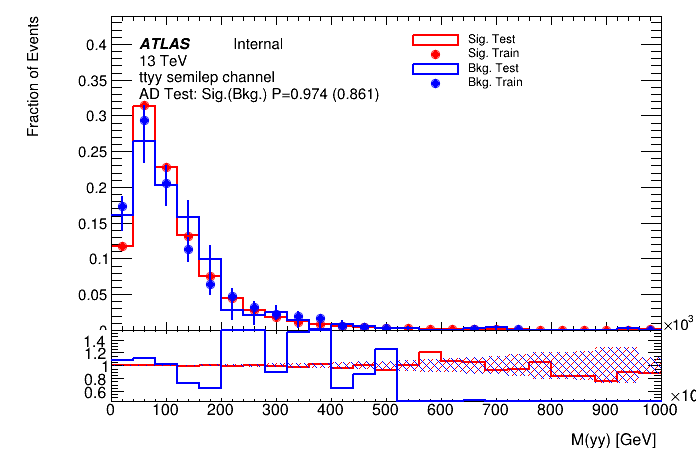 Fraction of Events
ATLAS Internal
13 TeV
ttyy semilep channel
AD Test: Sig.(Bkg.) P=0.974 (0.861)
Sig. Test
Sig. Train
Bkg. Test
Bkg. Train
0.4
0.35
0.3
0.25
0.2
0.15
0.1
0.05
×10³
1.4
1.2
1
0.8
0.6
×10
0 100 200 300 400 500 600 700 800 900 1000
M(yy) [GeV]